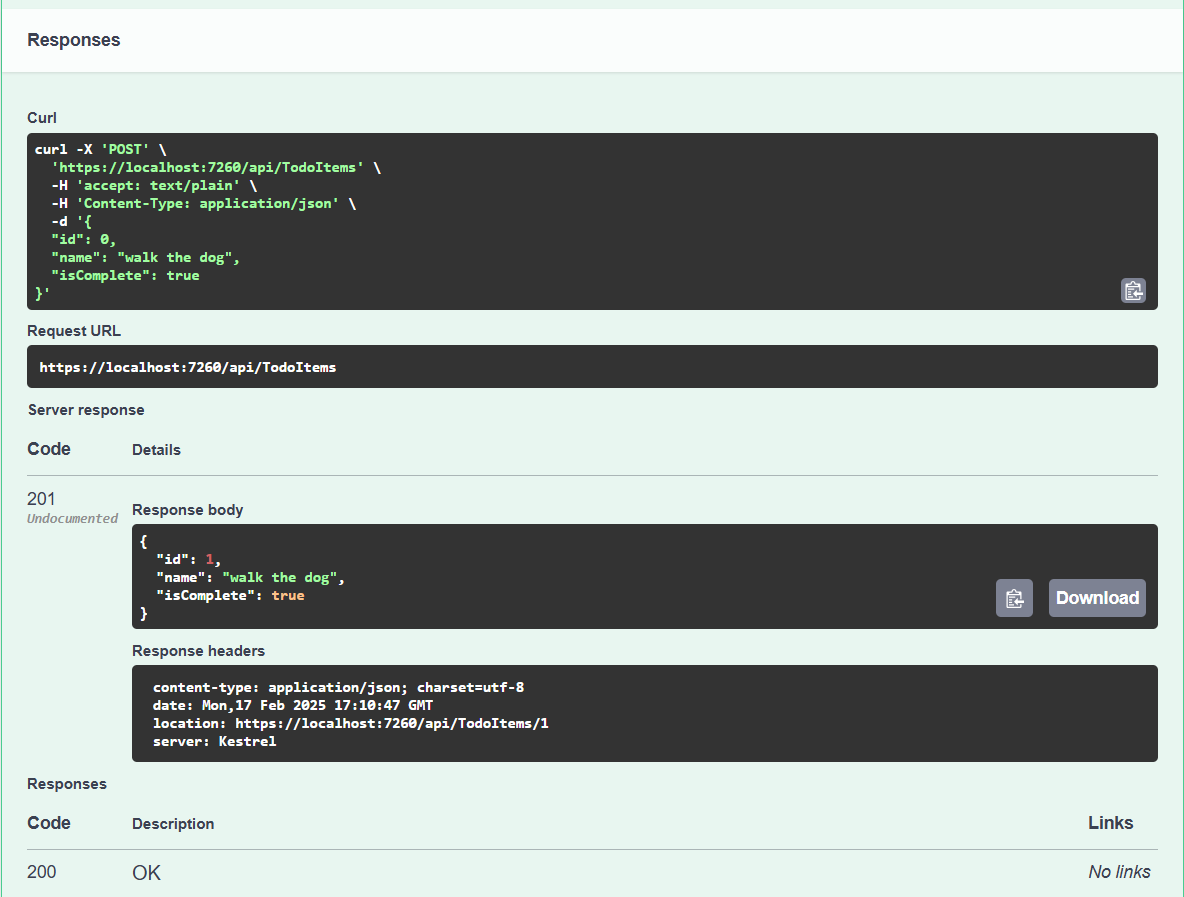 Responses
Curl
curl -X 'POST' \
  'https://localhost:7260/api/TodoItems' \
  -H 'accept: text/plain' \
  -H 'Content-Type: application/json' \
  -d '{
  "id": 0,
  "name": "walk the dog",
  "isComplete": true
}'
Request URL
https://localhost:7260/api/TodoItems
Server response
Code Details
201
Undocumented
Response body
{
  "id": 1,
  "name": "walk the dog",
  "isComplete": true
}
Download
Response headers
content-type: application/json; charset=utf-8
date: Mon,17 Feb 2025 17:10:47 GMT
location: https://localhost:7260/api/TodoItems/1
server: Kestrel
Responses
Code Description Links
200 OK No links